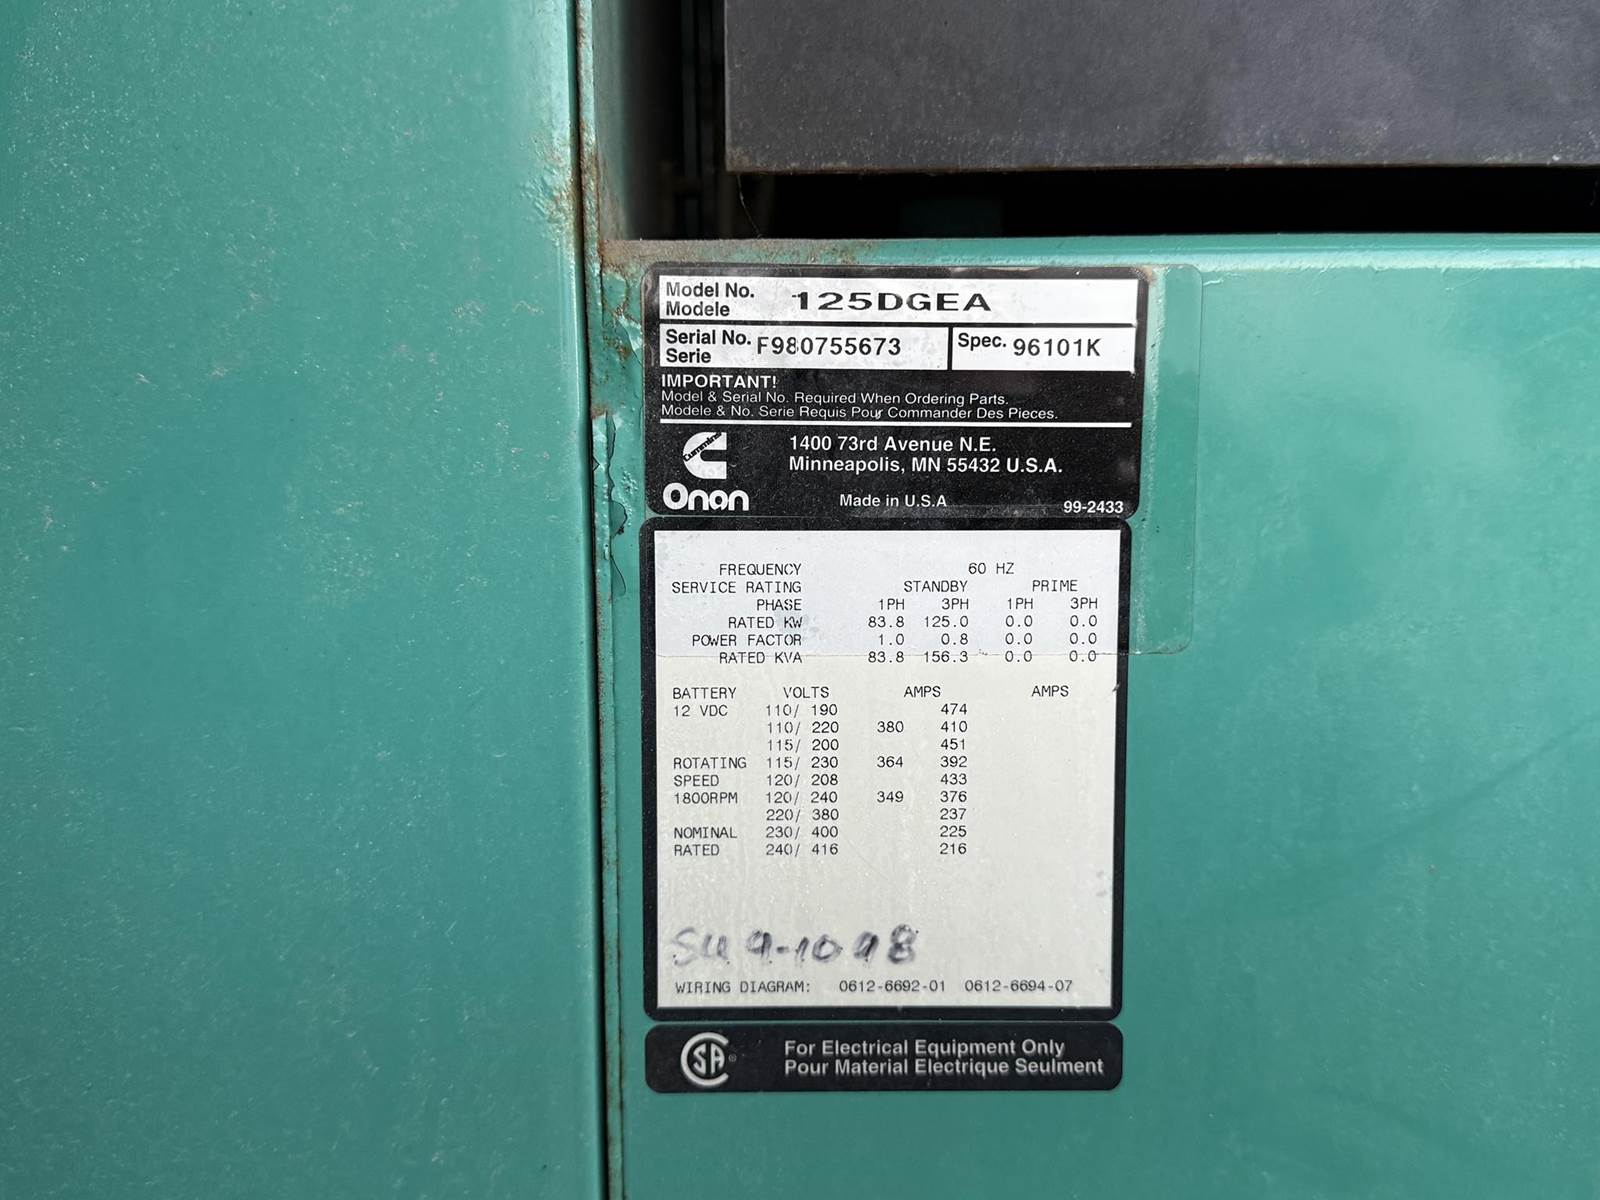 Model No. 125DGEA
Modele
Serial No. F980755673 Spec. 96101K
Serie
IMPORTANT!
Model & Serial No. Required When Ordering Parts.
Modele & No. Serie Requis Pour Commander Des Pieces.
Cummins
Onan
1400 73rd Avenue N.E.
Minneapolis, MN 55432 U.S.A.
Made in U.S.A
99-2433
FREQUENCY 60 HZ
SERVICE RATING STANDBY PRIME
PHASE 1PH 3PH 1PH 3PH
RATED KW 83.8 125.0 0.0 0.0
POWER FACTOR 1.0 0.8 0.0 0.0
RATED KVA 83.8 156.3 0.0 0.0
BATTERY VOLTS AMPS AMPS
12 VDC 110/ 190 474
110/ 220 380 410
115/ 200 451
ROTATING 115/ 230 364 392
SPEED 120/ 208 433
1800RPM 120/ 240 349 376
220/ 380 237
NOMINAL 230/ 400 225
RATED 240/ 416 216
9-10 98
WIRING DIAGRAM: 0612-6692-01 0612-6694-07
CSA® For Electrical Equipment Only
Pour Material Electrique Seulment